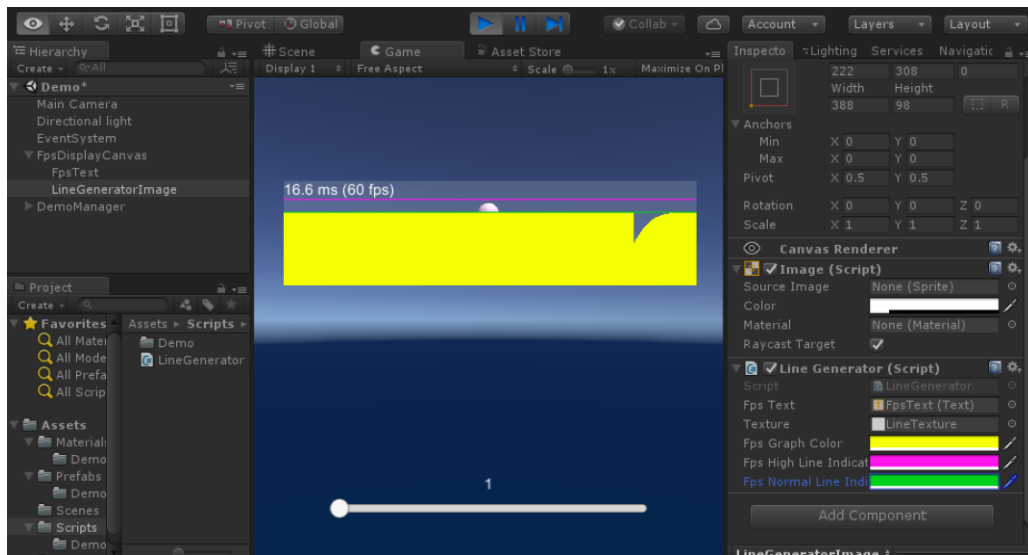 Pivot Global Collab Account Layers Layout
Hierarchy
Create All
Demo*
Main Camera
Directional light
EventSystem
FpsDisplayCanvas
FpsText
LineGeneratorImage
DemoManager
Project
Create
Favorites
All Mater
All Mode
All Prefa
All Scrip
Assets
Material
Demo
Prefabs
Demo
Scenes
Scripts
Demo
Assets Scripts
Demo
LineGenerator
Scene Game Asset Store
Display 1 Free Aspect Scale 1x Maximize On Pl
16.6 ms (60 fps)
1
Inspecto Lighting Services Navigatic
222 308 0
Width Height
388 98 R
Anchors
Min X 0 Y 0
Max X 0 Y 0
Pivot X 0.5 Y 0.5
Rotation X 0 Y 0 Z 0
Scale X 1 Y 1 Z 1
Canvas Renderer
Image (Script)
Source Image None (Sprite)
Color
Material None (Material)
Raycast Target
Line Generator (Script)
Script LineGenerator
Fps Text FpsText (Text)
Texture LineTexture
Fps Graph Color
Fps High Line Indicat
Fps Normal Line Indi
Add Component
LineGeneratorImage